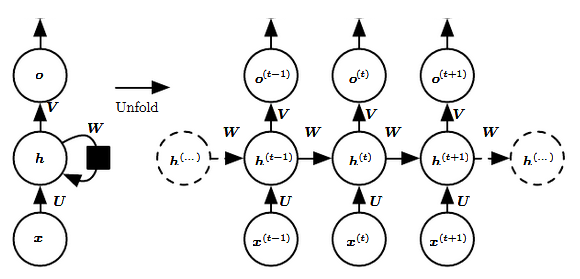 o
o^(t−1)
o^(t)
o^(t+1)
Unfold
V
V
V
V
W
W
W
W
W
h
h^(...)
h^(t−1)
h^(t)
h^(t+1)
h^(...)
U
U
U
U
x
x^(t−1)
x^(t)
x^(t+1)